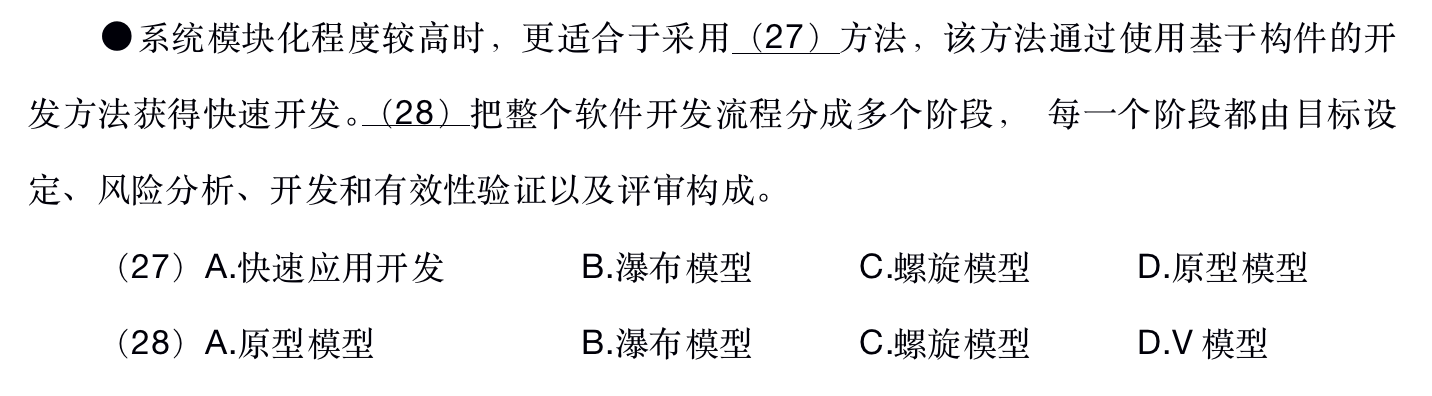 ●系统模块化程度较高时，更适合于采用（27）方法，该方法通过使用基于构件的开
发方法获得快速开发。（28）把整个软件开发流程分成多个阶段， 每一个阶段都由目标设
定、风险分析、开发和有效性验证以及评审构成。
（27）A.快速应用开发 B.瀑布模型 C.螺旋模型 D.原型模型
（28）A.原型模型 B.瀑布模型 C.螺旋模型 D.V 模型